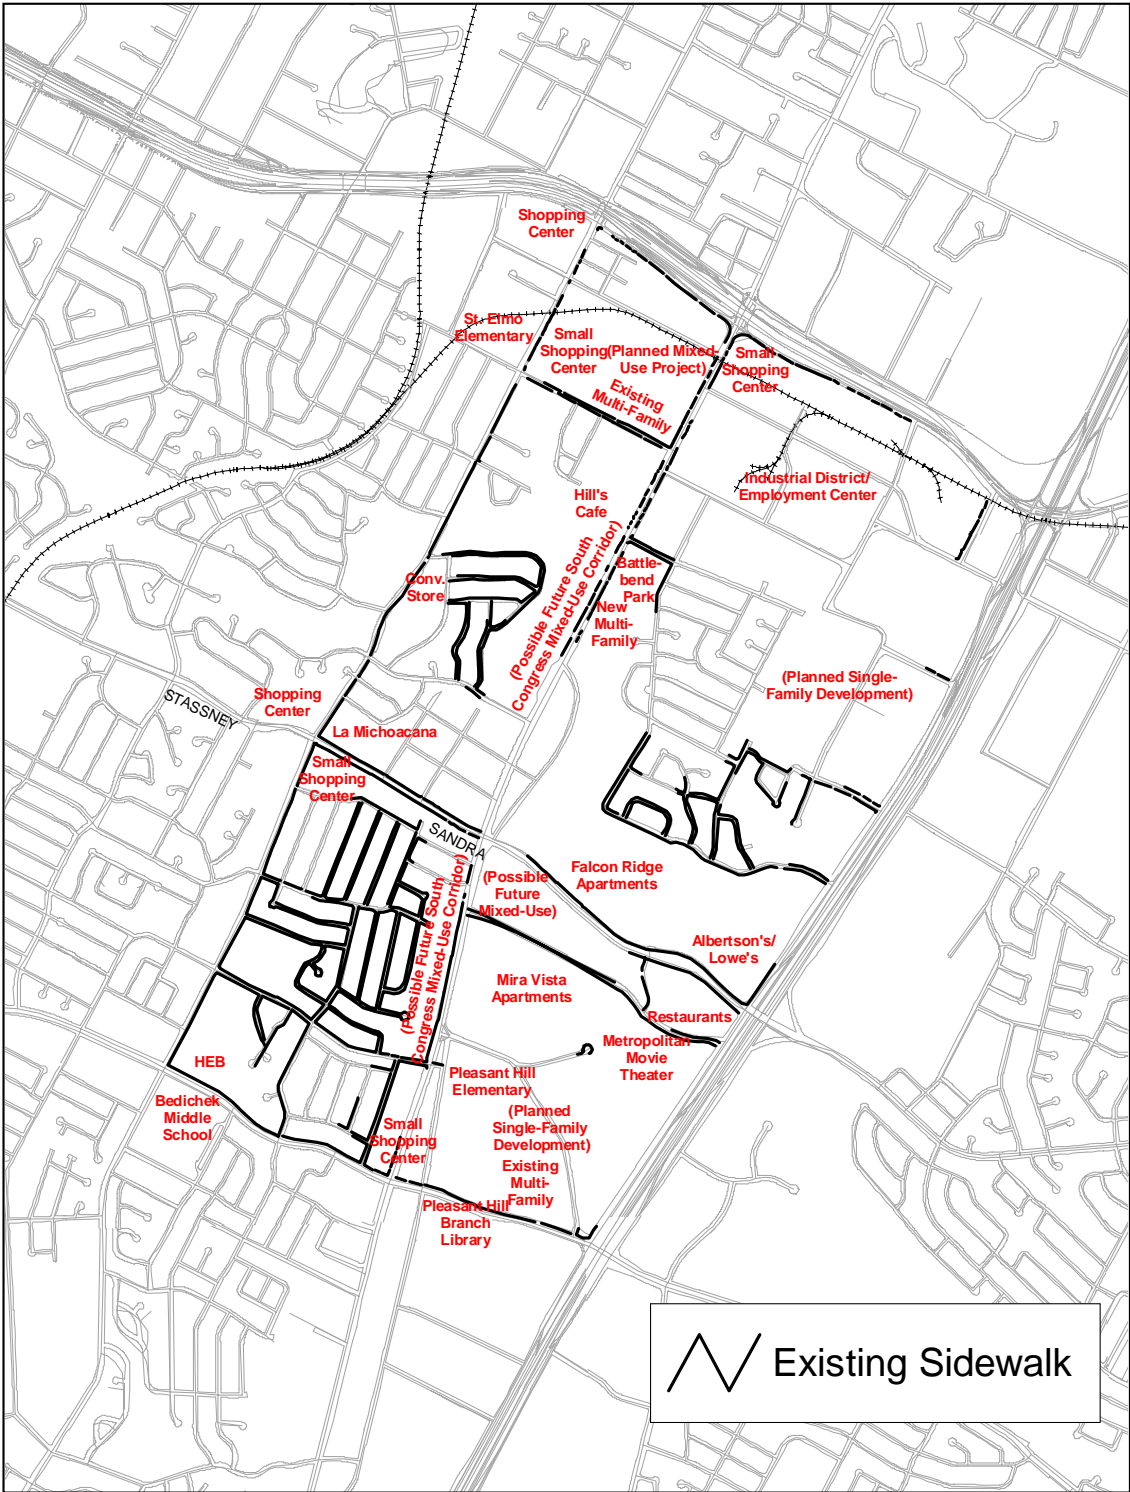 Shopping
Center
St. Elmo
Elementary
Small
Shopping
Center
(Planned Mixed-
Use Project)
Small
Shopping
Center
Existing
Multi-Family
Industrial District/
Employment Center
Hill's
Cafe
(Possible Future South
Congress Mixed-Use Corridor)
Conv.
Store
Battle-
bend
Park
New
Multi-
Family
(Planned Single-
Family Development)
Shopping
Center
STASSNEY
La Michoacana
Small
Shopping
Center
SANDRA
(Possible
Future
Mixed-Use)
Falcon Ridge
Apartments
(Possible Future South
Congress Mixed-Use Corridor)
Albertson's/
Lowe's
Mira Vista
Apartments
Restaurants
Metropolitan
Movie
Theater
HEB
Pleasant Hill
Elementary
Bedichek
Middle
School
(Planned
Single-Family
Development)
Small
Shopping
Center
Existing
Multi-
Family
Pleasant Hill
Branch
Library
Existing Sidewalk